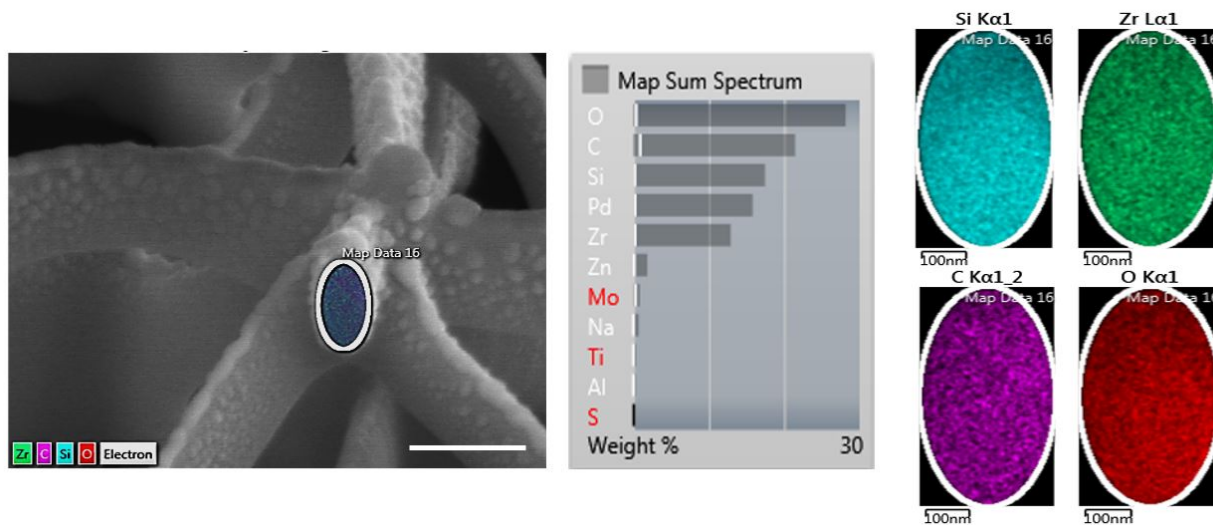 Map Data 16
Zr C Si O Electron
Map Sum Spectrum
O
C
Si
Pd
Zr
Zn
Mo
Na
Ti
Al
S
Weight % 30
Si Kα1
Map Data 16
100nm
Zr Lα1
Map Data 16
100nm
C Kα1_2
Map Data 16
100nm
O Kα1
Map Data 16
100nm